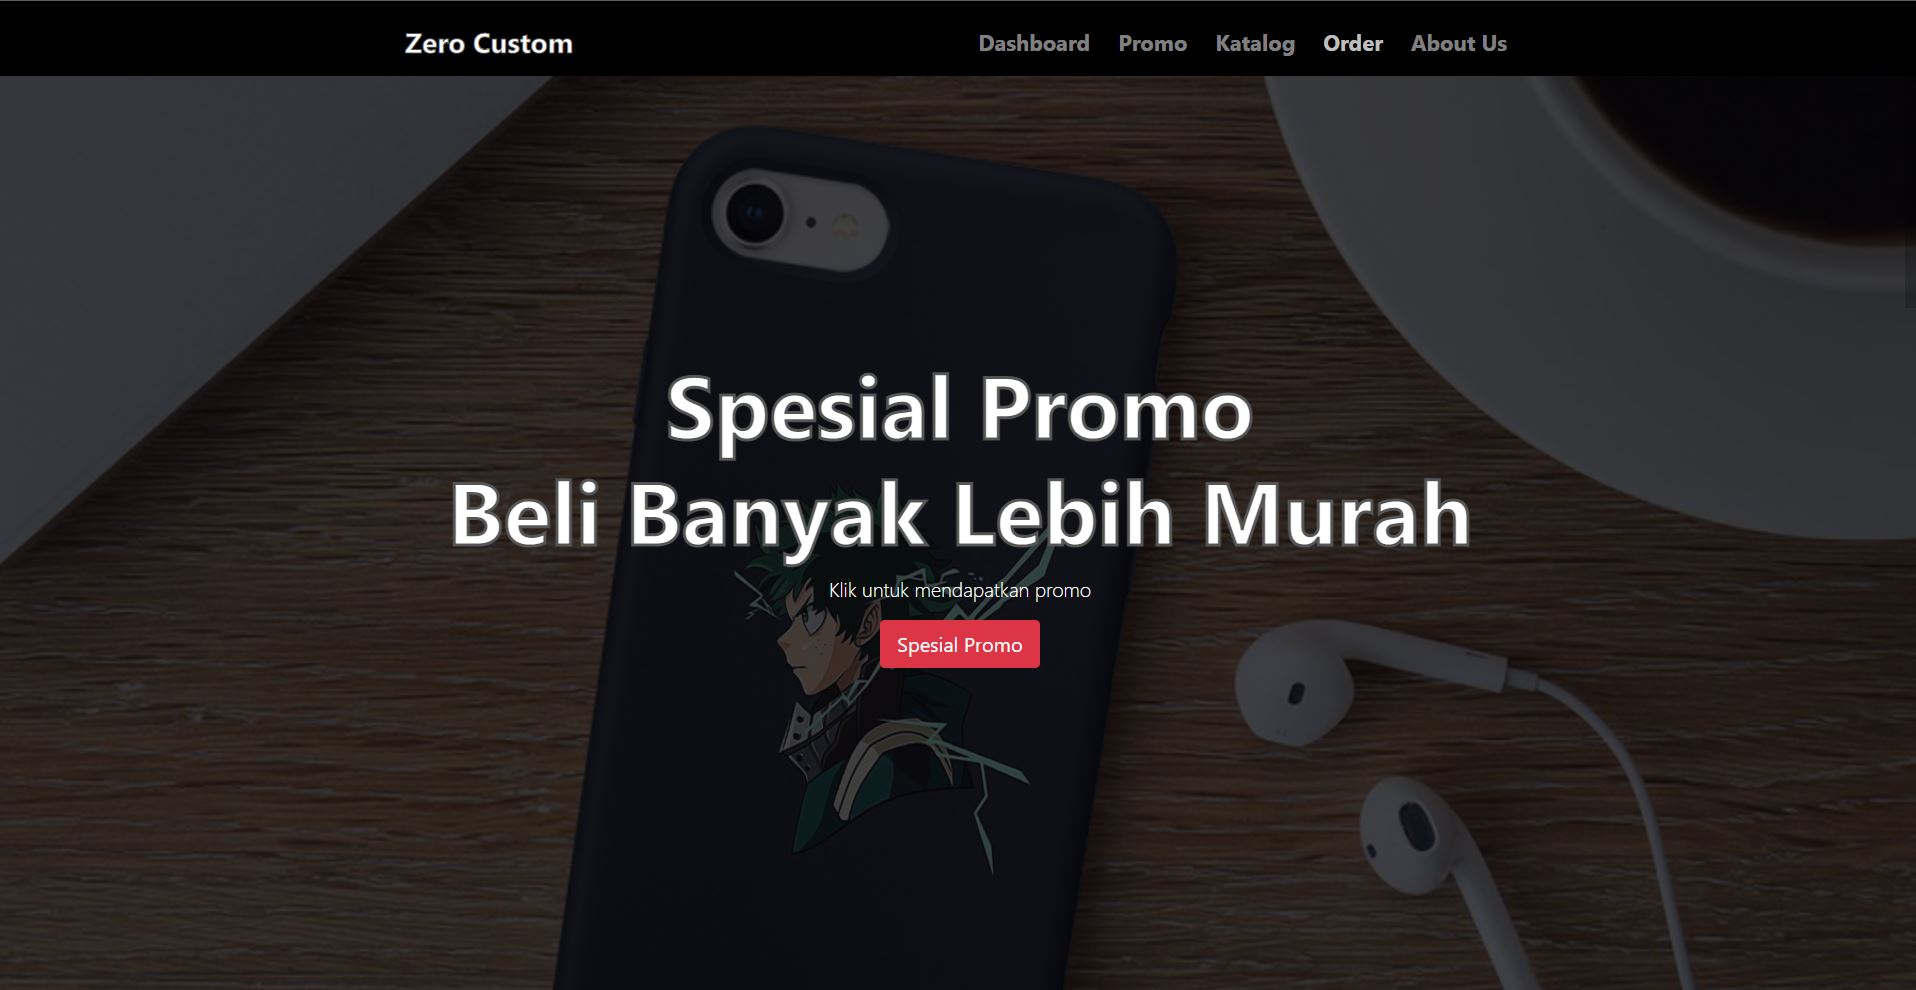 Zero Custom
Dashboard Promo Katalog Order About Us
Spesial Promo
Beli Banyak Lebih Murah
Klik untuk mendapatkan promo
Spesial Promo